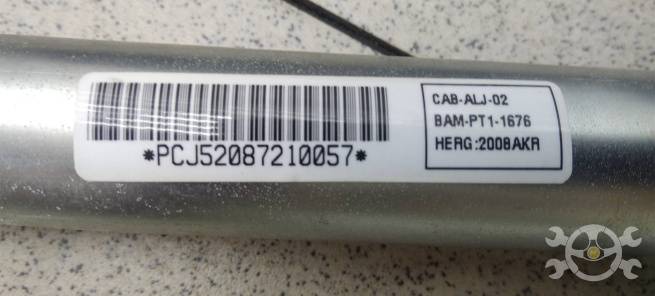 *PCJ52087210057*
CAB-ALJ-02
BAM-PT1-1676
HERG:2008AKR